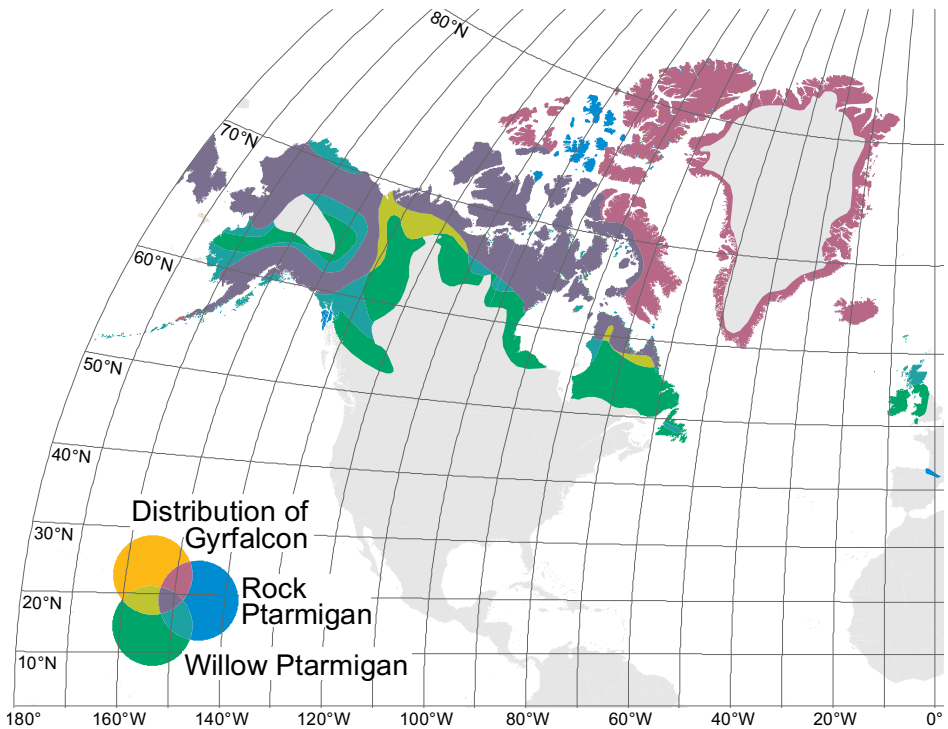 80°N
70°N
60°N
50°N
40°N
30°N
20°N
10°N
Distribution of
Gyrfalcon
Rock
Ptarmigan
Willow Ptarmigan
180°
160°W
140°W
120°W
100°W
80°W
60°W
40°W
20°W
0°